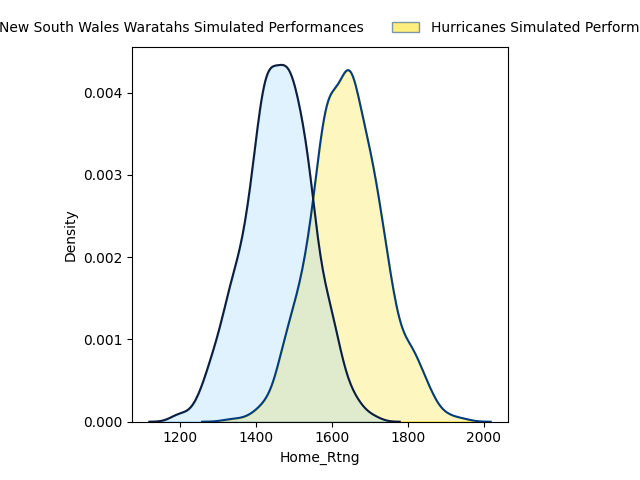 New South Wales Waratahs Simulated Performances
Hurricanes Simulated Perform
0.004
0.003
0.002
0.001
0.000
Density
1200 1400 1600 1800 2000
Home_Rtng